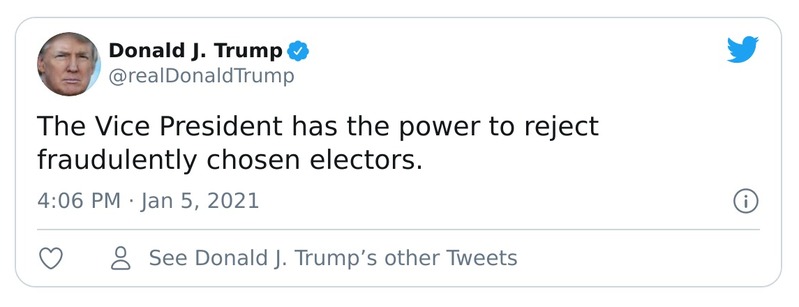 Donald J. Trump
@realDonaldTrump
The Vice President has the power to reject
fraudulently chosen electors.
4:06 PM · Jan 5, 2021
See Donald J. Trump’s other Tweets